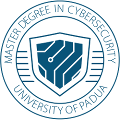 MASTER DEGREE IN CYBERSECURITY
UNIVERSITY OF PADUA